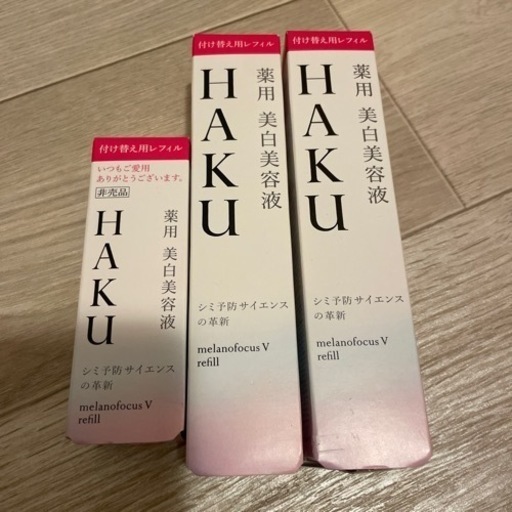 付け替え用レフィル
いつもご愛用
ありがとうございます。
非売品
HAKU
薬用 美白美容液
シミ予防サイエンス
の革新
melanofocus V
refill
付け替え用レフィル
HAKU
薬用 美白美容液
シミ予防サイエンス
の革新
melanofocus V
refill
付け替え用レフィル
HAKU
薬用 美白美容液
シミ予防サイエンス
の革新
melanofocus V
refill